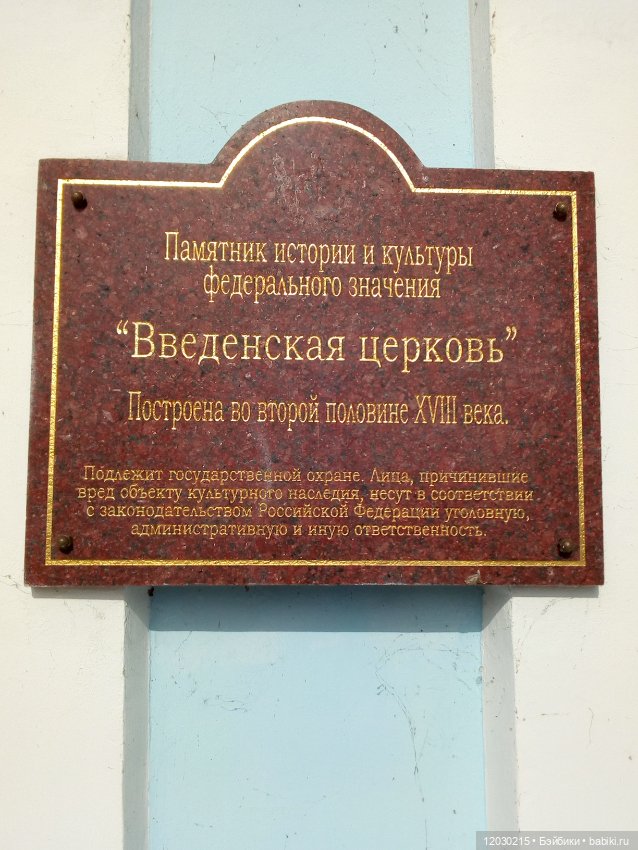 Памятник истории и культуры
федерального значения
“Введенская церковь”
Построена во второй половине XVIII века.
Подлежит государственной охране. Лица, причинившие
вред объекту культурного наследия, несут в соответствии
с законодательством Российской Федерации уголовную,
административную и иную ответственность.
12030215 • Бэйбики • babiki.ru